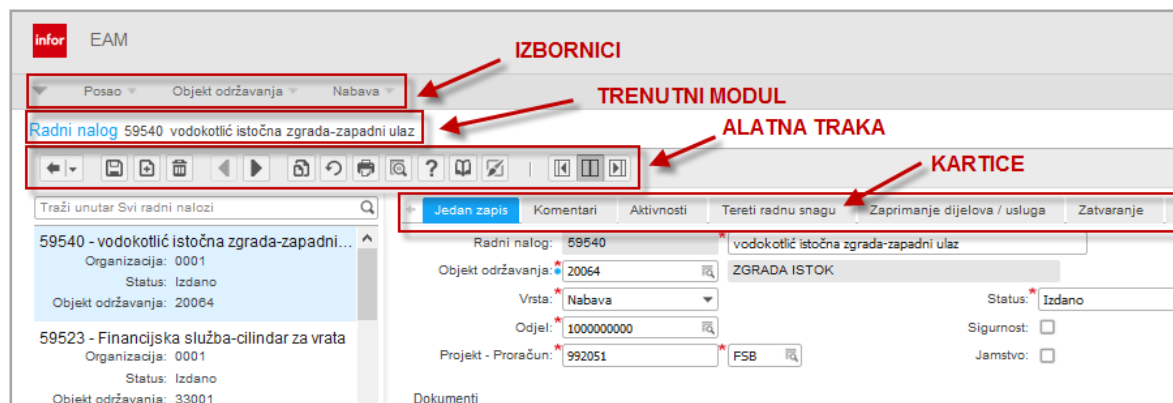 infor EAM
IZBORNICI
Posao Objekt održavanja Nabava
TRENUTNI MODUL
Radni nalog 59540 vodokotlić istočna zgrada-zapadni ulaz
ALATNA TRAKA
KARTICE
Traži unutar Svi radni nalozi
Jedan zapis Komentari Aktivnosti Tereti radnu snagu Zaprimanje dijelova / usluga Zatvaranje
59540 - vodokotlić istočna zgrada-zapadni...
Organizacija: 0001
Status: Izdano
Objekt održavanja: 20064
59523 - Financijska služba-cilindar za vrata
Organizacija: 0001
Status: Izdano
Objekt održavanja: 33001
Radni nalog: 59540 * vodokotlić istočna zgrada-zapadni ulaz
Objekt održavanja: * 20064 ZGRADA ISTOK
Vrsta: * Nabava Status: * Izdano
Odjel: * 1000000000 Sigurnost:
Projekt - Proračun: * 992051 * FSB Jamstvo:
Dokumenti